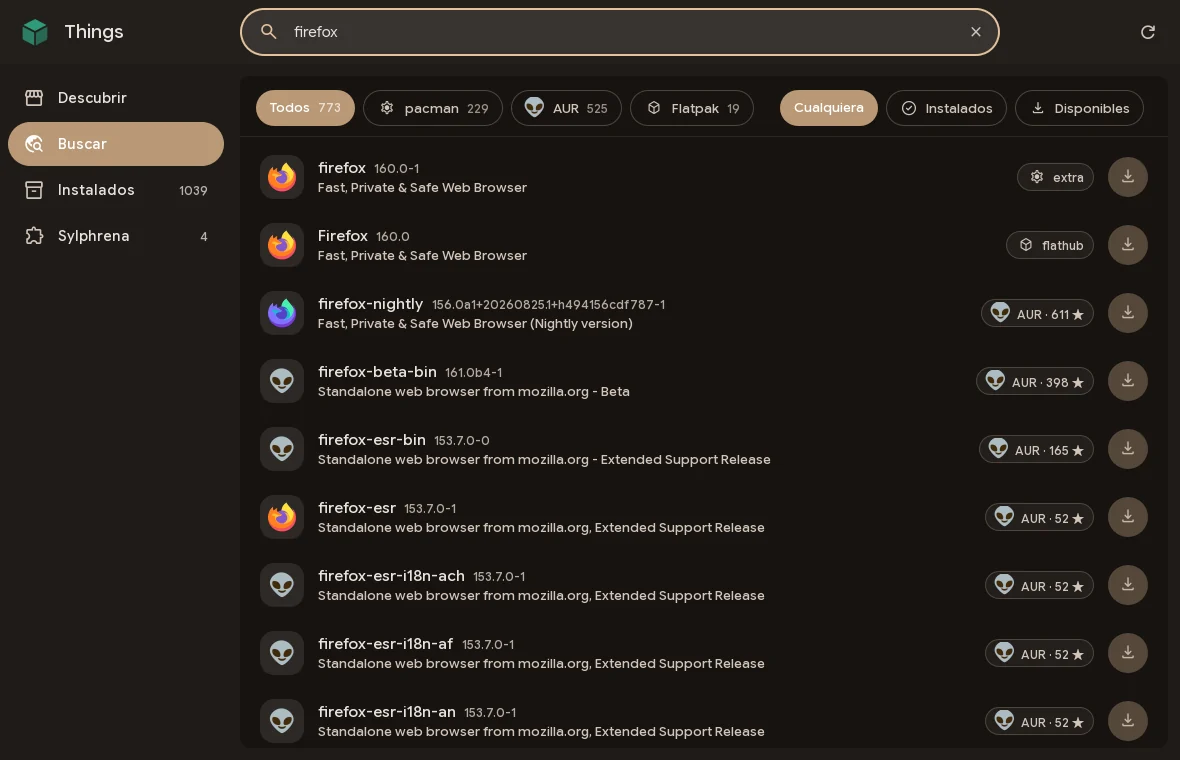 Things
firefox
Descubrir
Buscar
Instalados 1039
Sylphrena 4
Todos 773 pacman 229 AUR 525 Flatpak 19 Cualquiera Instalados Disponibles
firefox 160.0-1 extra
Fast, Private & Safe Web Browser
Firefox 160.0 flathub
Fast, Private & Safe Web Browser
firefox-nightly 156.0a1+20260825.1+h494156cdf787-1 AUR · 611 ★
Fast, Private & Safe Web Browser (Nightly version)
firefox-beta-bin 161.0b4-1 AUR · 398 ★
Standalone web browser from mozilla.org - Beta
firefox-esr-bin 153.7.0-0 AUR · 165 ★
Standalone web browser from mozilla.org - Extended Support Release
firefox-esr 153.7.0-1 AUR · 52 ★
Standalone web browser from mozilla.org, Extended Support Release
firefox-esr-i18n-ach 153.7.0-1 AUR · 52 ★
Standalone web browser from mozilla.org, Extended Support Release
firefox-esr-i18n-af 153.7.0-1 AUR · 52 ★
Standalone web browser from mozilla.org, Extended Support Release
firefox-esr-i18n-an 153.7.0-1 AUR · 52 ★
Standalone web browser from mozilla.org, Extended Support Release